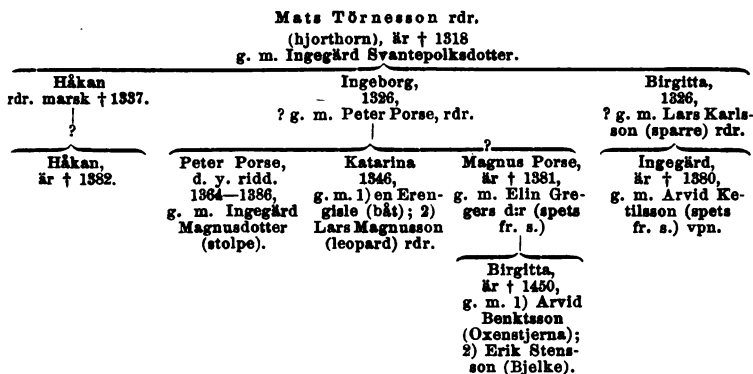 Mats Törnesson rdr.
(hjorthorn), är † 1318
g. m. Ingegärd Svantepolksdotter.
Håkan
rdr. marsk † 1337.
?
Håkan,
är † 1382.
Ingeborg,
1326,
? g. m. Peter Porse, rdr.
Peter Porse,
d. y. ridd.
1364—1386,
g. m. Ingegärd
Magnusdotter
(stolpe).
Katarina
1346,
g. m. 1) en Eren-
gisle (båt); 2)
Lars Magnusson
(leopard) rdr.
?
Magnus Porse,
är † 1381,
g. m. Elin Gre-
gers d:r (spets
fr. s.)
Birgitta,
är † 1450,
g. m. 1) Arvid
Benktsson
(Oxenstjerna);
2) Erik Stens-
son (Bjelke).
Birgitta,
1326,
? g. m. Lars Karls-
son (sparre) rdr.
Ingegärd,
är † 1380,
g. m. Arvid Ke-
tilsson (spets
fr. s.) vpn.